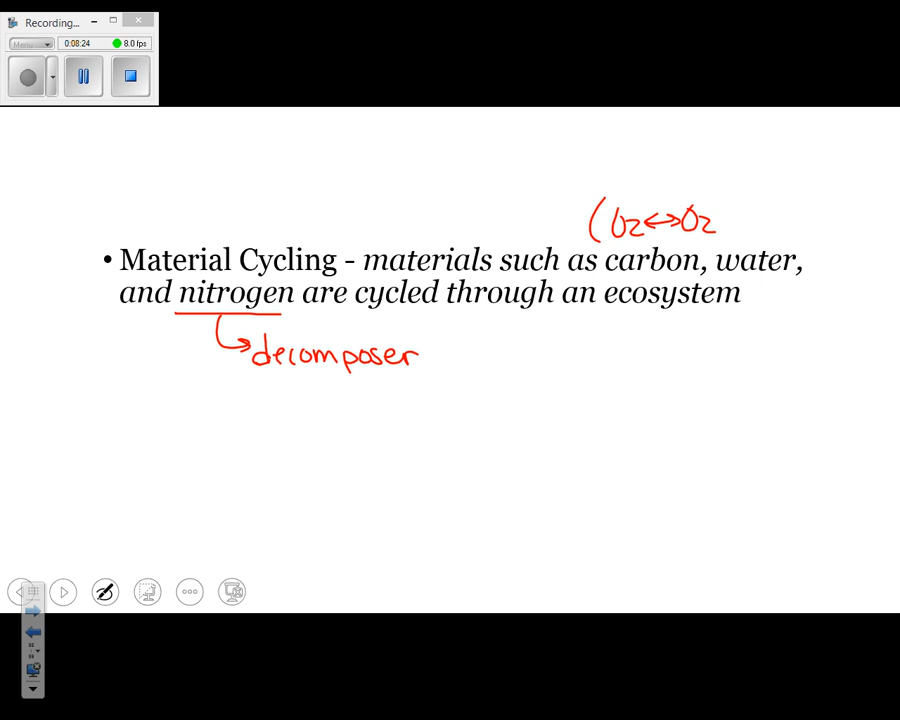 Recording...
Menu
0:08:24
8.0 fps
CO2↔O2
• Material Cycling - materials such as carbon, water,
and nitrogen are cycled through an ecosystem
decomposer